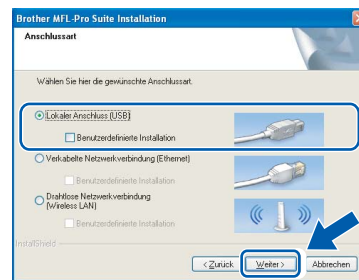 Brother MFL-Pro Suite Installation
Anschlussart
Wählen Sie hier die gewünschte Anschlussart.
Lokaler Anschluss (USB)
Benutzerdefinierte Installation
Verkabelte Netzwerkverbindung (Ethernet)
Benutzerdefinierte Installation
Drahtlose Netzwerkverbindung
(Wireless LAN)
Benutzerdefinierte Installation
InstallShield
< Zurück
Weiter >
Abbrechen